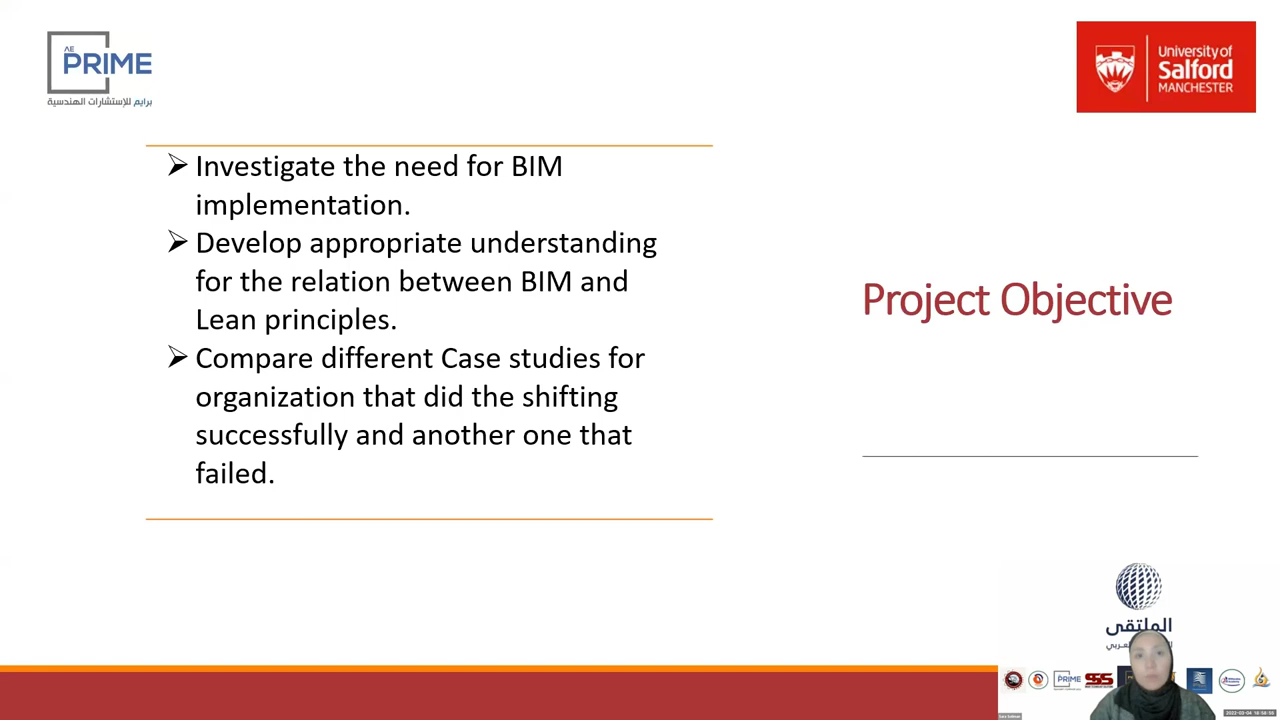 AE
PRIME
برايم للإستشارات الهندسية
University of
Salford
MANCHESTER
➢ Investigate the need for BIM
implementation.
➢ Develop appropriate understanding
for the relation between BIM and
Lean principles.
➢ Compare different Case studies for
organization that did the shifting
successfully and another one that
failed.
Project Objective
الملتقى
PRIME
SGS